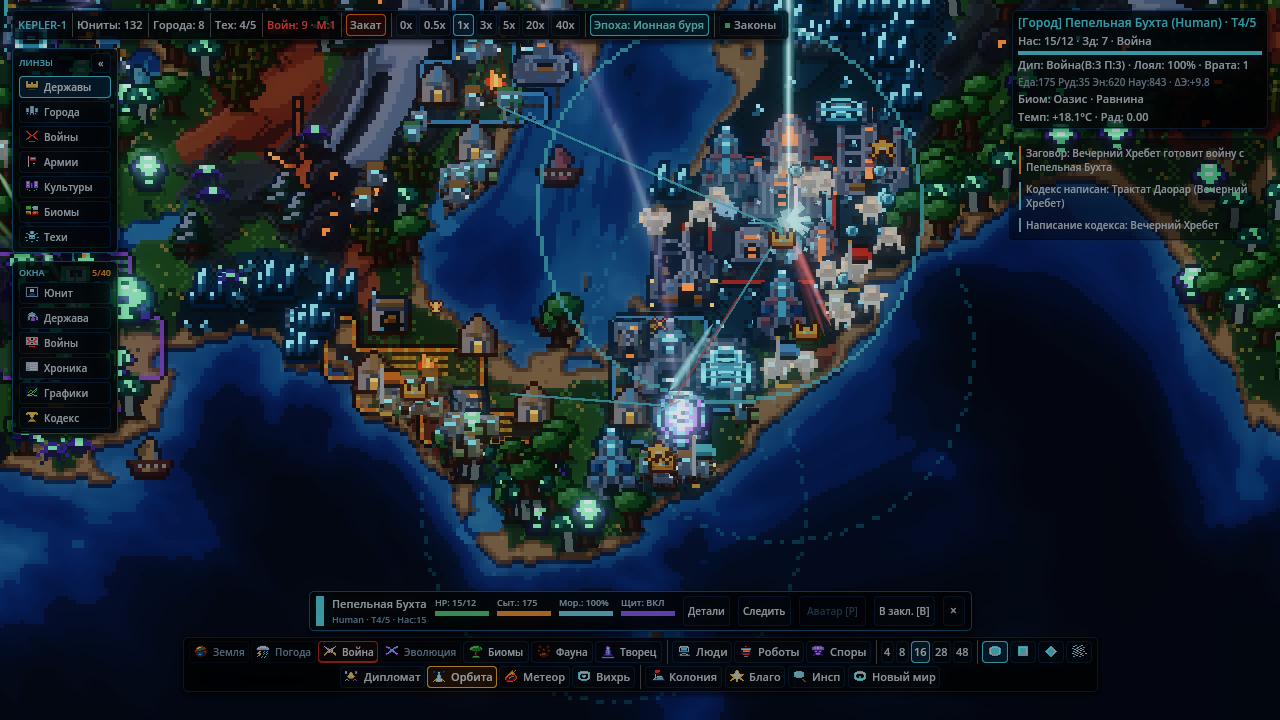 KEPLER-1 Юниты: 132 Города: 8 Тех: 4/5 Войн: 9 · М:1 Закат 0x 0.5x 1x 3x 5x 20x 40x Эпоха: Ионная буря Законы
ЛИНЗЫ «
Державы
Города
Войны
Армии
Культуры
Биомы
Техи
ОКНА 5/40
Юнит
Держава
Войны
Хроника
Графики
Кодекс
[Город] Пепельная Бухта (Human) · T4/5
Нас: 15/12 · Зд: 7 · Война
Дип: Война(В:3 П:3) · Лоял: 100% · Врата: 1
Еда:175 Руд:35 Эн:620 Нау:843 · ΔЭ:+9.8
Биом: Оазис · Равнина
Темп: +18.1°C · Рад: 0.00
Заговор: Вечерний Хребет готовит войну с
Пепельная Бухта
Кодекс написан: Трактат Даорар (Вечерний
Хребет)
Написание кодекса: Вечерний Хребет
Пепельная Бухта
Human · T4/5 · Нас:15
HP: 15/12 Сыт.: 175 Мор.: 100% Щит: ВКЛ
Детали Следить Аватар [P] В закл. [B] ×
Земля Погода Война Эволюция Биомы Фауна Творец Люди Роботы Споры 4 8 16 28 48
Дипломат Орбита Метеор Вихрь Колония Благо Инсп Новый мир